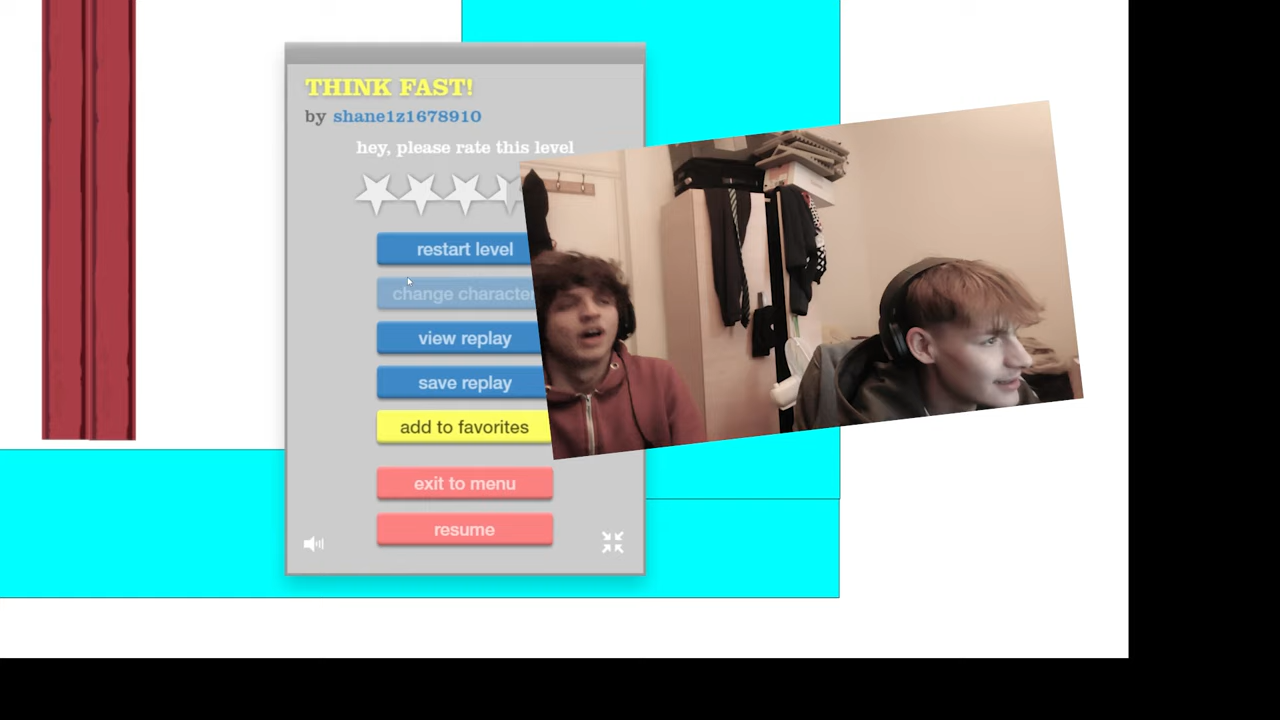 THINK FAST!
by shane1z1678910
hey, please rate this level
restart level
change character
view replay
save replay
add to favorites
exit to menu
resume